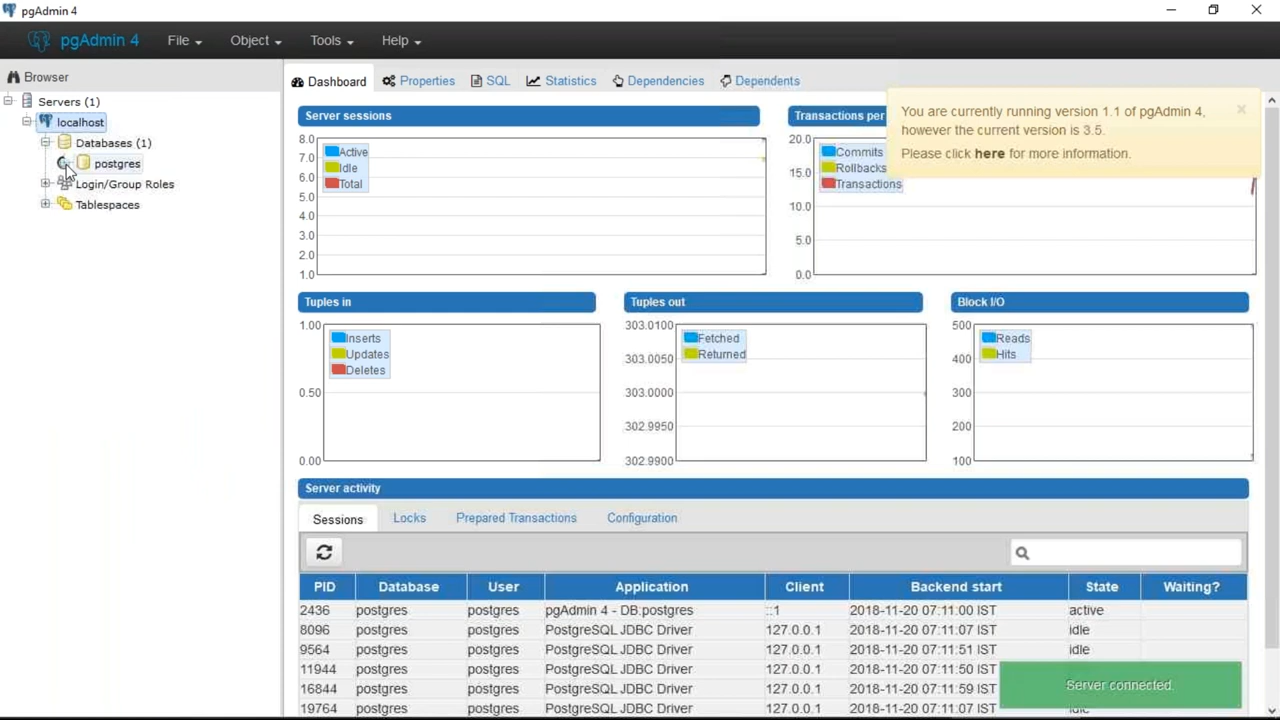 pgAdmin 4
pgAdmin 4 File Object Tools Help
Browser
Dashboard Properties SQL Statistics Dependencies Dependents
Servers (1)
localhost
Databases (1)
postgres
Login/Group Roles
Tablespaces
You are currently running version 1.1 of pgAdmin 4,
however the current version is 3.5.
Please click here for more information.
×
Server sessions
8.0
7.0
6.0
5.0
4.0
3.0
2.0
1.0
Active
Idle
Total
Transactions per
20.0
15.0
10.0
5.0
0.0
Commits
Rollbacks
Transactions
Tuples in
1.00
0.50
0.00
Inserts
Updates
Deletes
Tuples out
303.0100
303.0050
303.0000
302.9950
302.9900
Fetched
Returned
Block I/O
500
400
300
200
100
Reads
Hits
Server activity
Sessions Locks Prepared Transactions Configuration
PID Database User Application Client Backend start State Waiting?
2436 postgres postgres pgAdmin 4 - DB:postgres ::1 2018-11-20 07:11:00 IST active
8096 postgres postgres PostgreSQL JDBC Driver 127.0.0.1 2018-11-20 07:11:07 IST idle
9564 postgres postgres PostgreSQL JDBC Driver 127.0.0.1 2018-11-20 07:11:51 IST idle
11944 postgres postgres PostgreSQL JDBC Driver 127.0.0.1 2018-11-20 07:11:50 IST
16844 postgres postgres PostgreSQL JDBC Driver 127.0.0.1 2018-11-20 07:11:59 IST
19764 postgres postgres PostgreSQL JDBC Driver 127.0.0.1 2018-11-20 07:11:07 IST idle
Server connected.